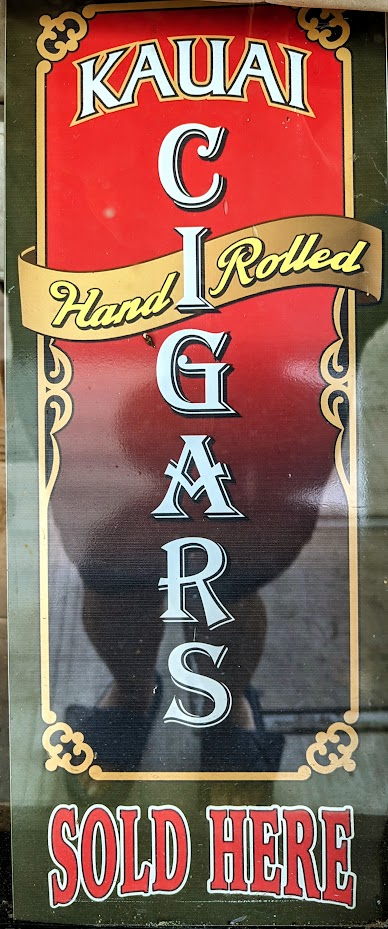 KAUAI
CIGARS
Hand Rolled
SOLD HERE